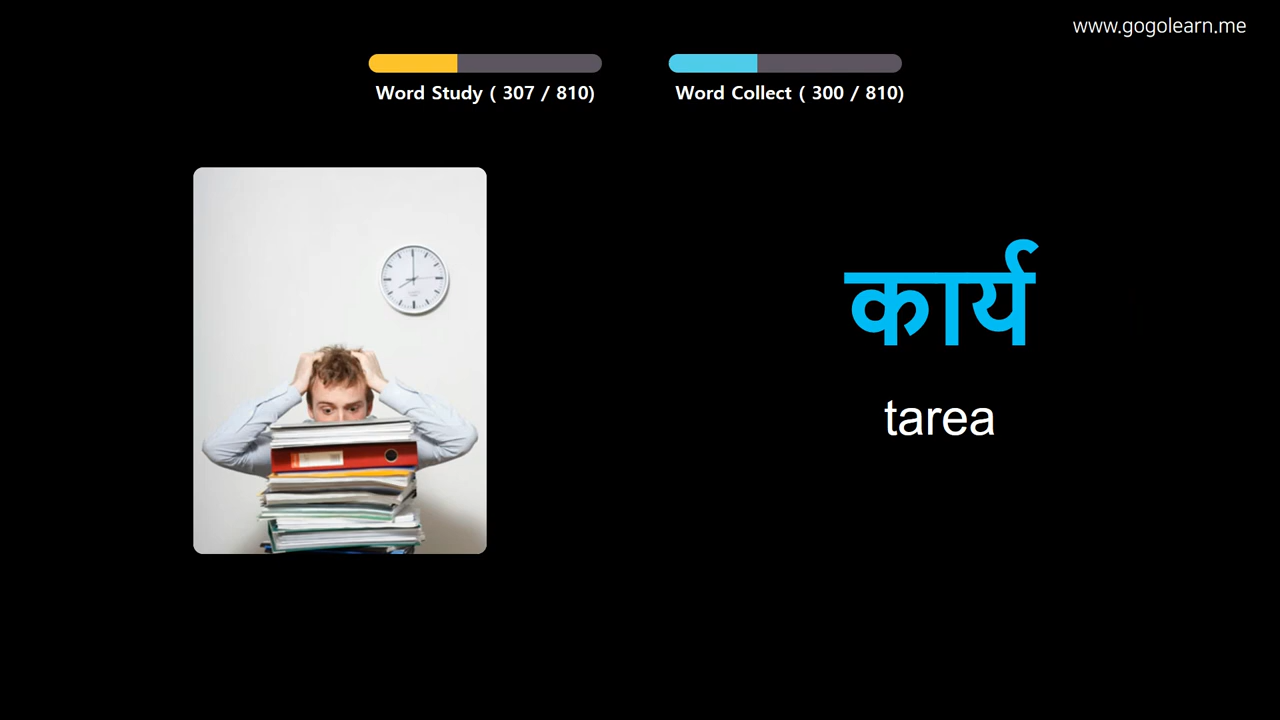 www.gogolearn.me
Word Study ( 307 / 810)
Word Collect ( 300 / 810)
कार्य
tarea